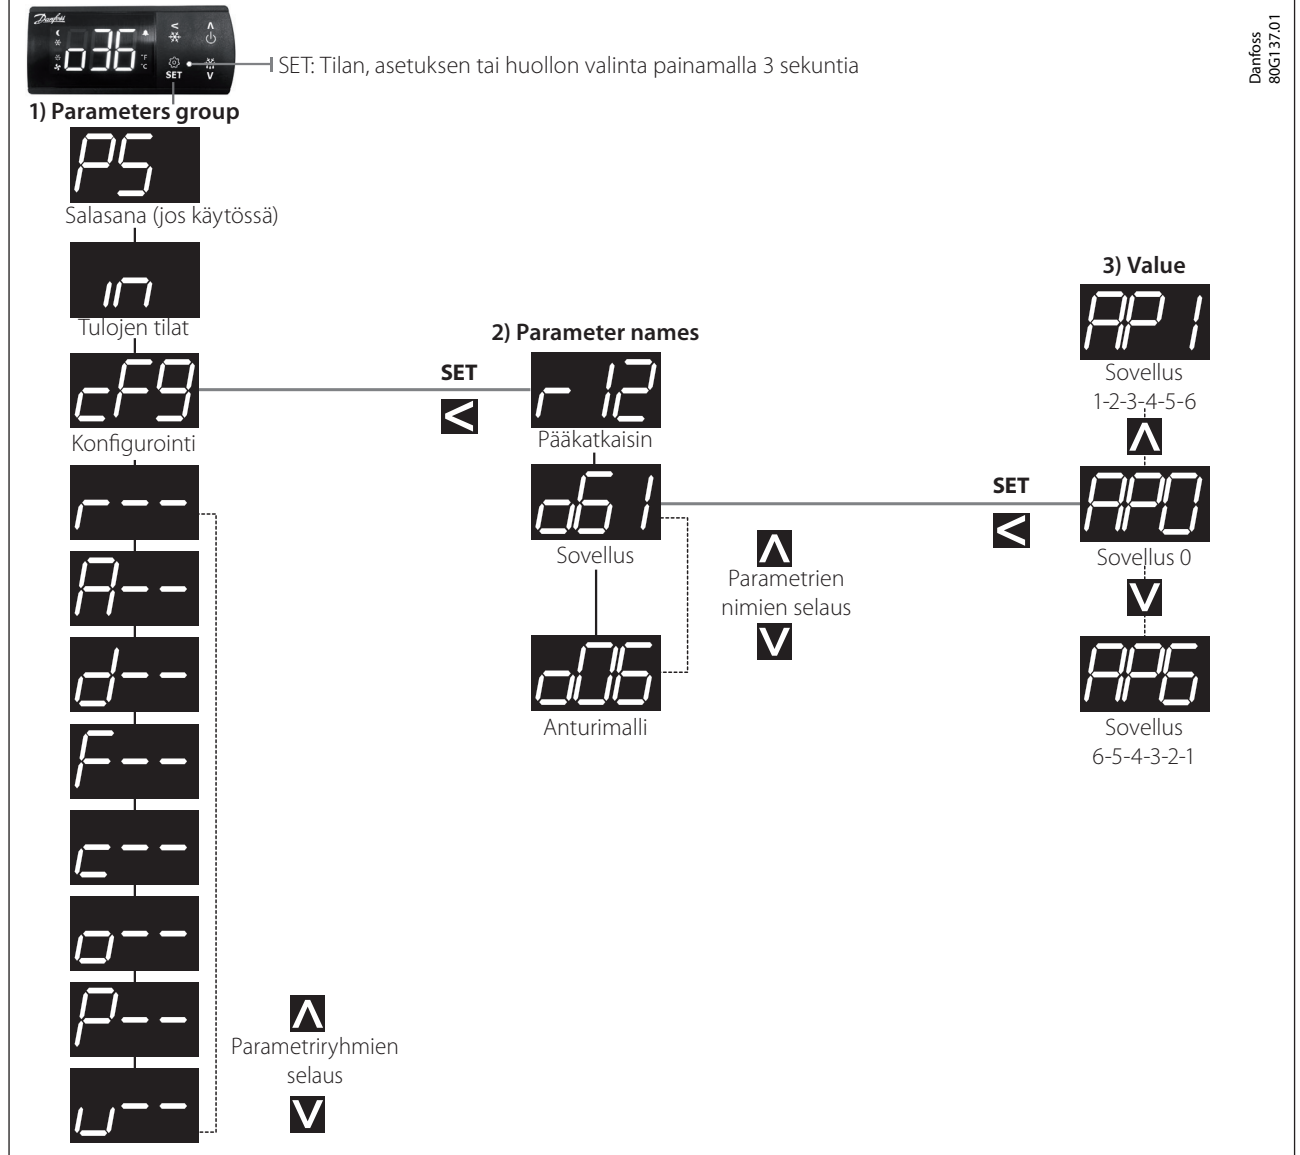 Danfoss
o36
°F
°C
SET
SET: Tilan, asetuksen tai huollon valinta painamalla 3 sekuntia
Danfoss
80G137.01
1) Parameters group
PS
Salasana (jos käytössä)
in
Tulojen tilat
cFg
Konfigurointi
r--
A--
d--
F--
c--
o--
P--
u--
Parametriryhmien
selaus
2) Parameter names
SET
r12
Pääkatkaisin
o61
Sovellus
o06
Anturimalli
Parametrien
nimien selaus
3) Value
AP1
Sovellus
1-2-3-4-5-6
SET
AP0
Sovellus 0
AP6
Sovellus
6-5-4-3-2-1